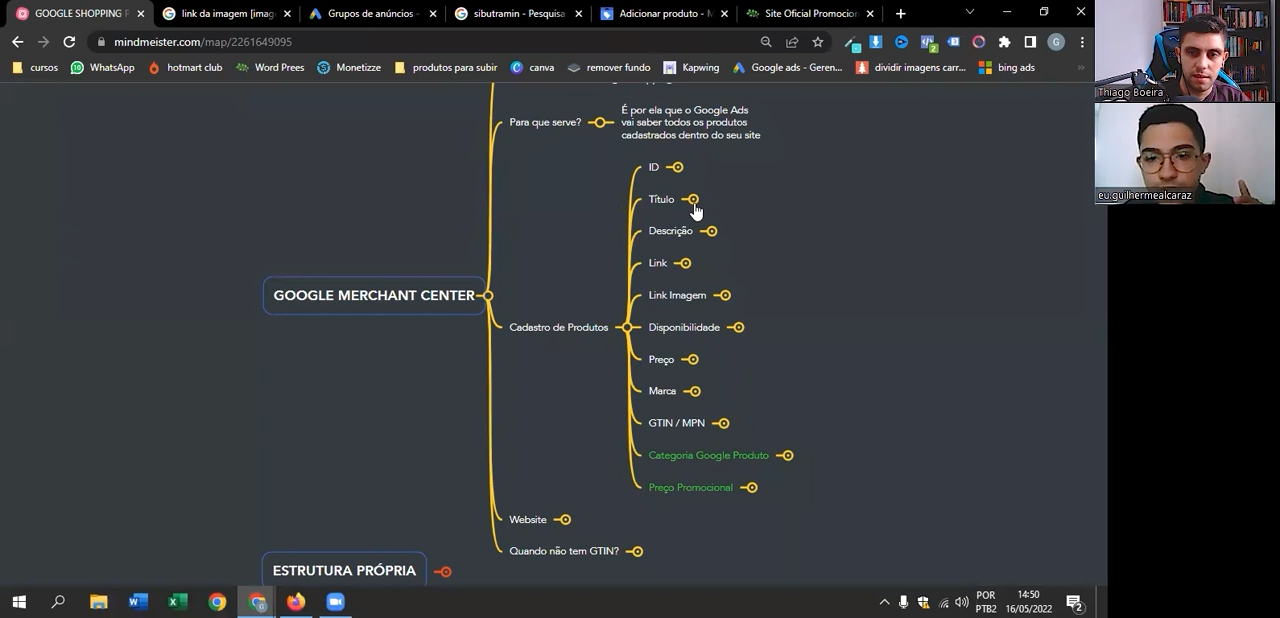 GOOGLE SHOPPING P
link da imagem [imag
Grupos de anúncios -
sibutramin - Pesquisa
Adicionar produto - M
Site Oficial Promocion
mindmeister.com/map/2261649095
G
cursos
WhatsApp
hotmart club
Word Prees
Monetizze
produtos para subir
canva
remover fundo
Kapwing
Google ads - Geren...
dividir imagens carr...
bing ads
Thiago Boeira
eu.guilhermealcaraz
Para que serve?
É por ela que o Google Ads
vai saber todos os produtos
cadastrados dentro do seu site
ID
Título
Descrição
Link
GOOGLE MERCHANT CENTER
Link Imagem
Cadastro de Produtos
Disponibilidade
Preço
Marca
GTIN / MPN
Categoria Google Produto
Preço Promocional
Website
Quando não tem GTIN?
ESTRUTURA PRÓPRIA
POR
PTB2
14:50
16/05/2022
2